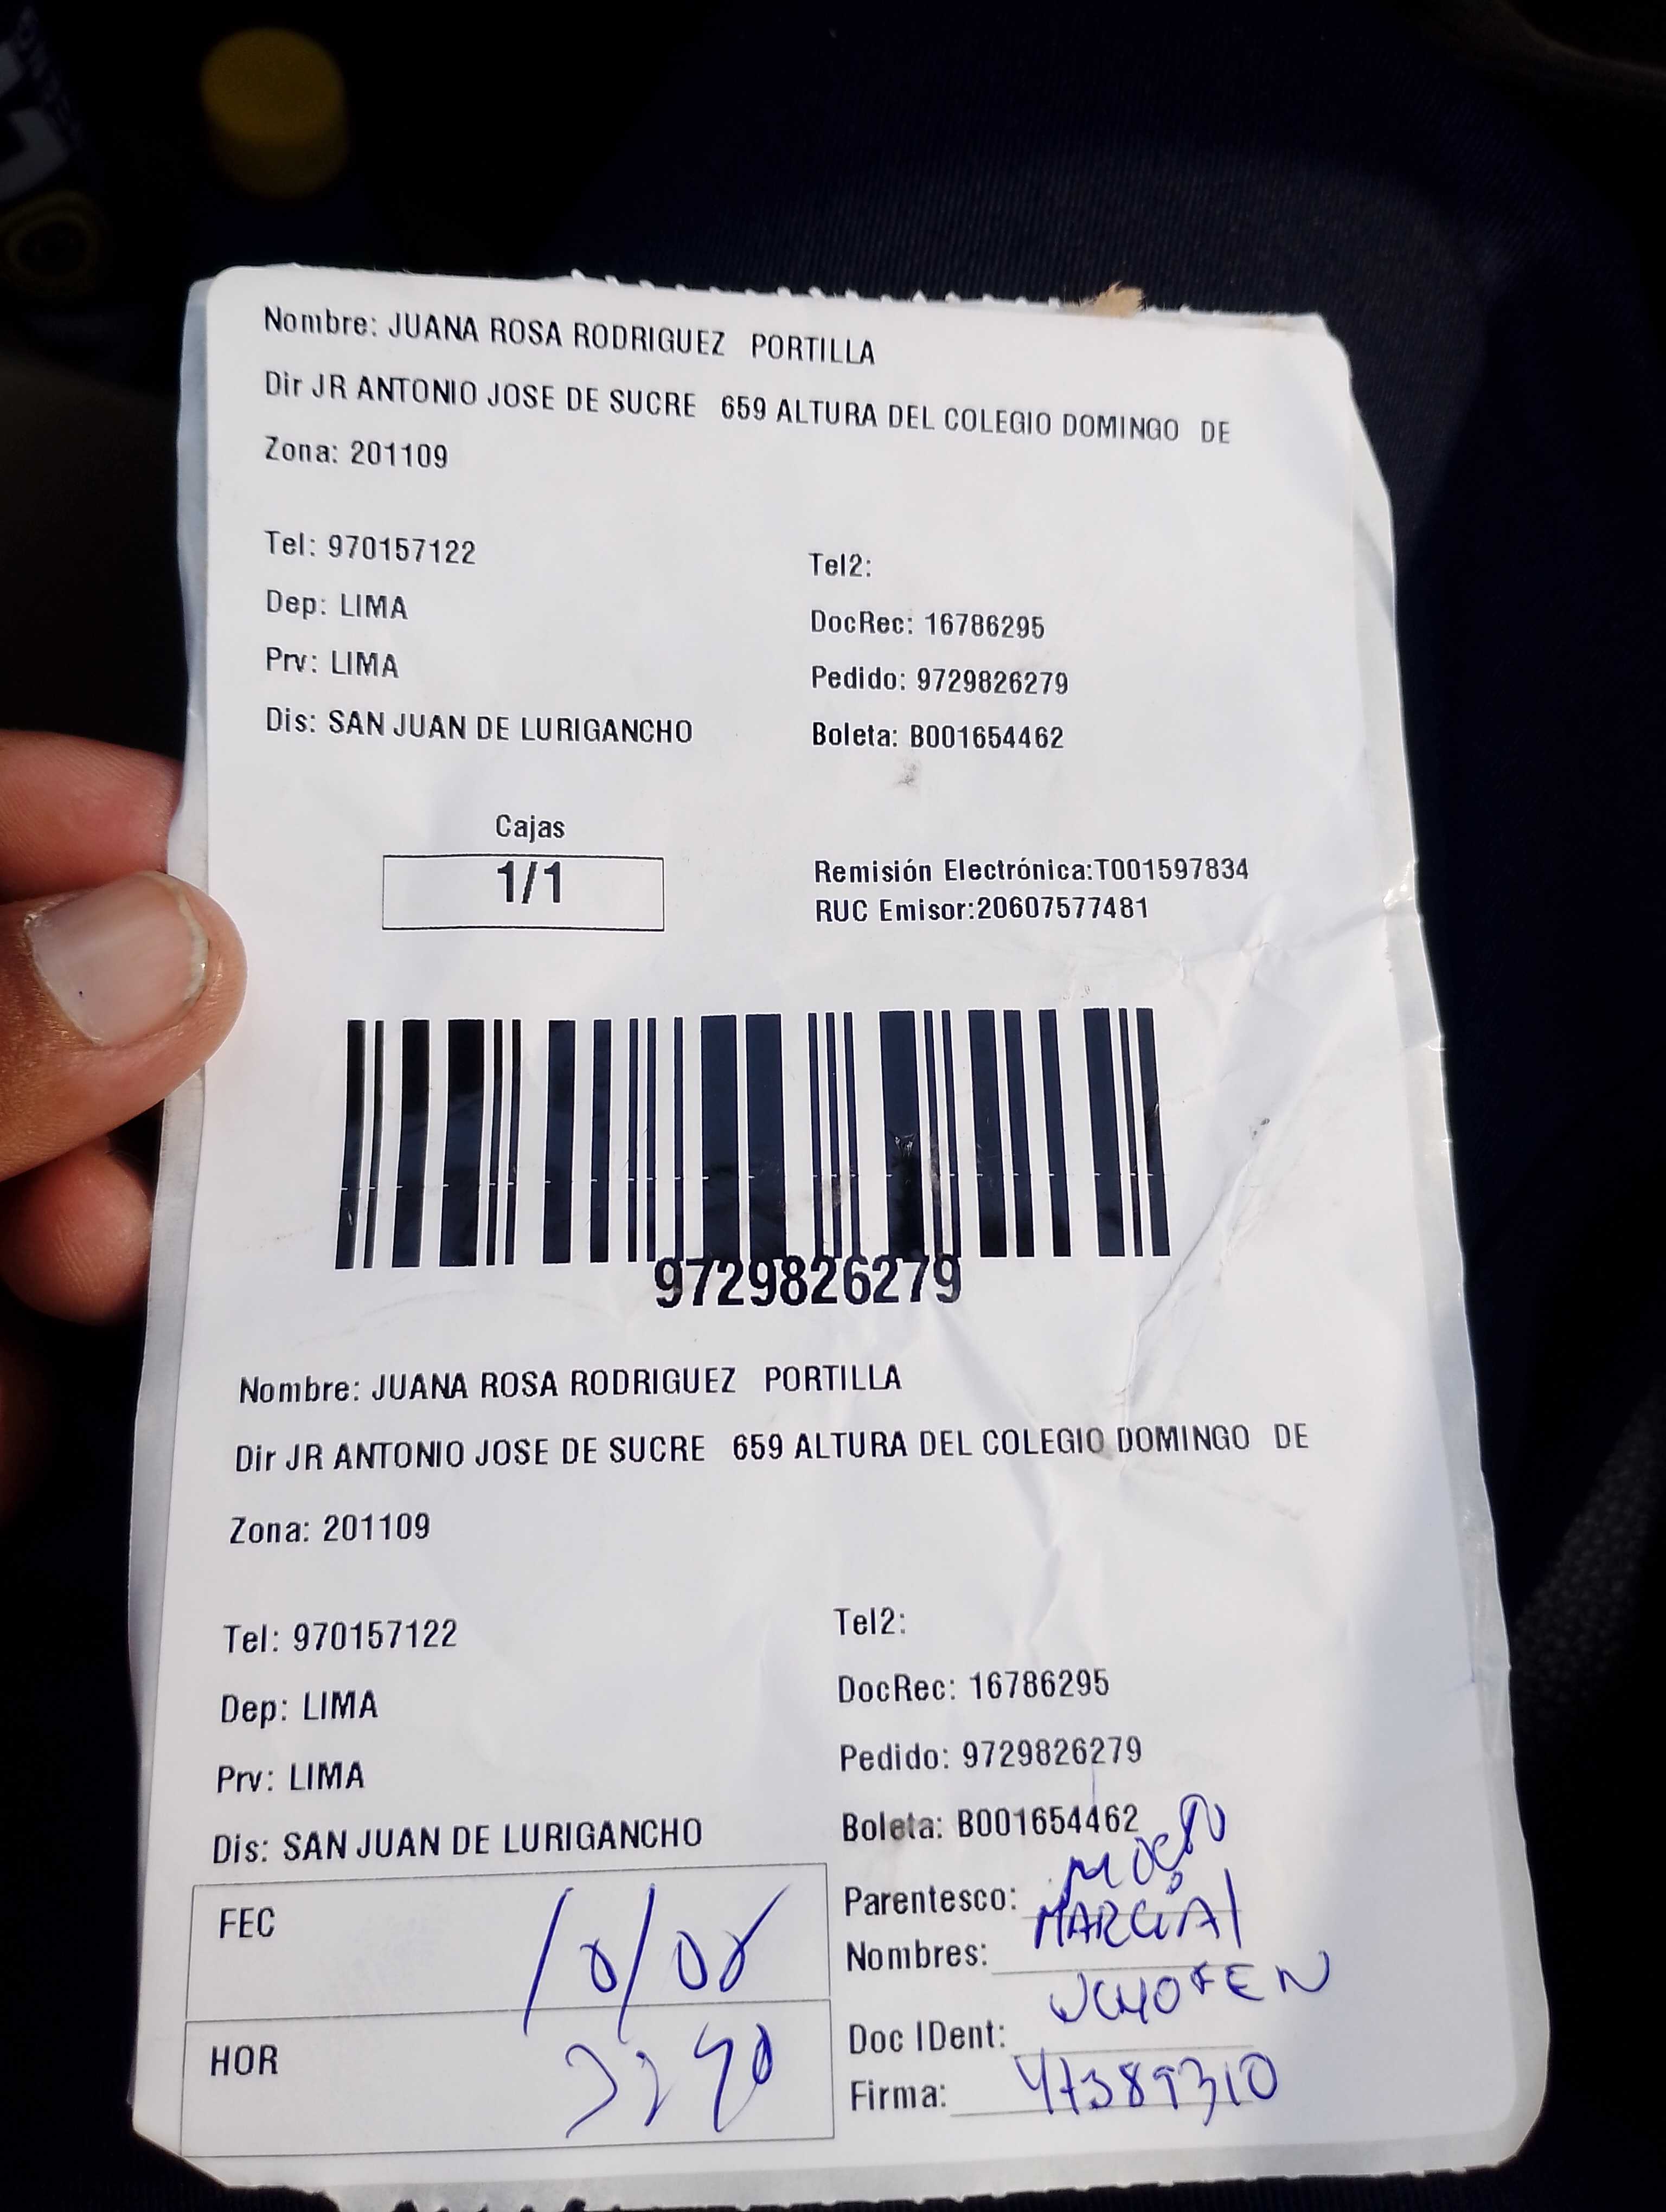 Nombre: JUANA ROSA RODRIGUEZ PORTILLA
Dir JR ANTONIO JOSE DE SUCRE 659 ALTURA DEL COLEGIO DOMINGO DE
Zona: 201109
Tel: 970157122
Tel2:
Dep: LIMA
DocRec: 16786295
Prv: LIMA
Pedido: 9729826279
Dis: SAN JUAN DE LURIGANCHO
Boleta: B001654462
Cajas
1/1
Remisión Electrónica:T001597834
RUC Emisor:20607577481
9729826279
Nombre: JUANA ROSA RODRIGUEZ PORTILLA
Dir JR ANTONIO JOSE DE SUCRE 659 ALTURA DEL COLEGIO DOMINGO DE
Zona: 201109
Tel: 970157122
Tel2:
Dep: LIMA
DocRec: 16786295
Prv: LIMA
Pedido: 9729826279
Dis: SAN JUAN DE LURIGANCHO
Boleta: B001654462
FEC
Parentesco:
MARCIAl
Nombres:
HOR
Doc IDent:
Firma: 47389310